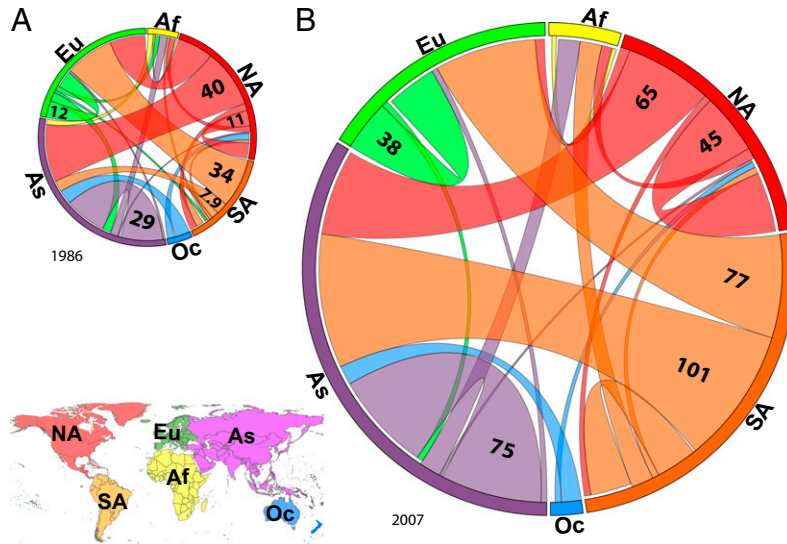 A
Af
Eu
NA
40
11
12
34
7.9
SA
As
29
Oc
1986
B
Af
Eu
NA
65
45
38
77
101
SA
As
75
Oc
2007
NA
Eu
As
Af
SA
Oc